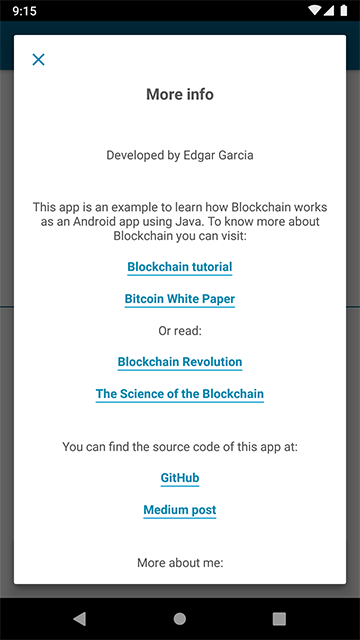 9:15
More info
Developed by Edgar Garcia
This app is an example to learn how Blockchain works
as an Android app using Java. To know more about
Blockchain you can visit:
Blockchain tutorial
Bitcoin White Paper
Or read:
Blockchain Revolution
The Science of the Blockchain
You can find the source code of this app at:
GitHub
Medium post
More about me: